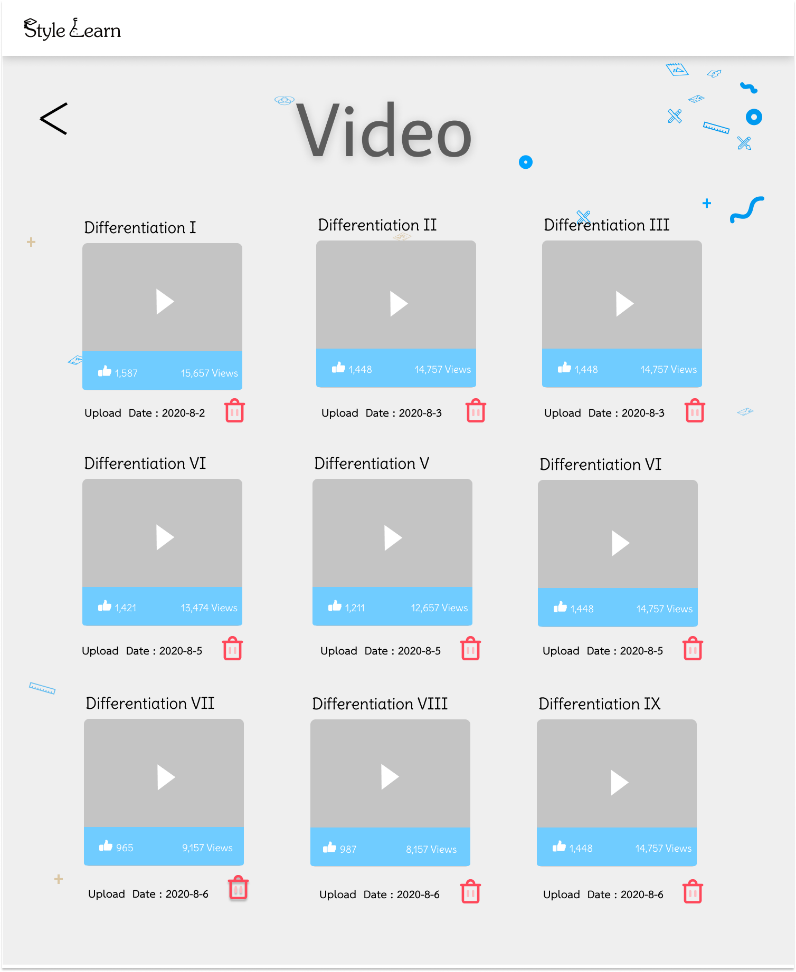 Style Learn
Video
Differentiation I
Differentiation II
Differentiation III
1,587 15,657 Views
1,448 14,757 Views
1,448 14,757 Views
Upload Date : 2020-8-2
Upload Date : 2020-8-3
Upload Date : 2020-8-3
Differentiation VI
Differentiation V
Differentiation VI
1,421 13,474 Views
1,211 12,657 Views
1,448 14,757 Views
Upload Date : 2020-8-5
Upload Date : 2020-8-5
Upload Date : 2020-8-5
Differentiation VII
Differentiation VIII
Differentiation IX
965 9,157 Views
987 8,157 Views
1,448 14,757 Views
Upload Date : 2020-8-6
Upload Date : 2020-8-6
Upload Date : 2020-8-6